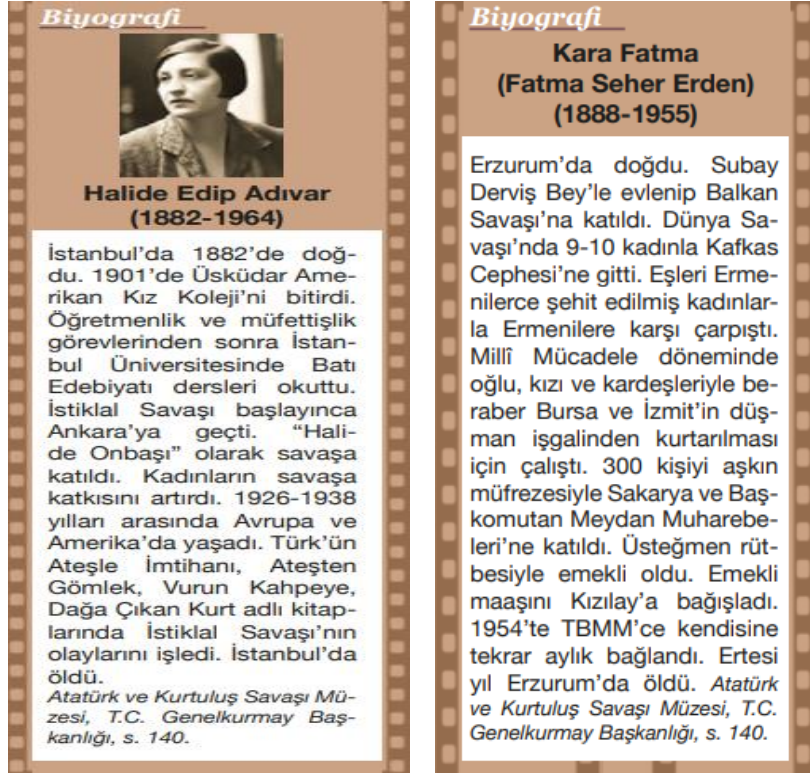 Biyografi
Halide Edip Adıvar
(1882-1964)
İstanbul’da 1882’de doğ-
du. 1901’de Üsküdar Ame-
rikan Kız Koleji’ni bitirdi.
Öğretmenlik ve müfettişlik
görevlerinden sonra İstan-
bul Üniversitesinde Batı
Edebiyatı dersleri okuttu.
İstiklal Savaşı başlayınca
Ankara’ya geçti. “Hali-
de Onbaşı” olarak savaşa
katıldı. Kadınların savaşa
katkısını artırdı. 1926-1938
yılları arasında Avrupa ve
Amerika’da yaşadı. Türk’ün
Ateşle İmtihanı, Ateşten
Gömlek, Vurun Kahpeye,
Dağa Çıkan Kurt adlı kitap-
larında İstiklal Savaşı’nın
olaylarını işledi. İstanbul’da
öldü.
Atatürk ve Kurtuluş Savaşı Mü-
zesi, T.C. Genelkurmay Baş-
kanlığı, s. 140.
Biyografi
Kara Fatma
(Fatma Seher Erden)
(1888-1955)
Erzurum’da doğdu. Subay
Derviş Bey’le evlenip Balkan
Savaşı’na katıldı. Dünya Sa-
vaşı’nda 9-10 kadınla Kafkas
Cephesi’ne gitti. Eşleri Erme-
nilerce şehit edilmiş kadınlar-
la Ermenilere karşı çarpıştı.
Millî Mücadele döneminde
oğlu, kızı ve kardeşleriyle be-
raber Bursa ve İzmit’in düş-
man işgalinden kurtarılması
için çalıştı. 300 kişiyi aşkın
müfrezesiyle Sakarya ve Baş-
komutan Meydan Muharebe-
leri’ne katıldı. Üsteğmen rüt-
besiyle emekli oldu. Emekli
maaşını Kızılay’a bağışladı.
1954’te TBMM’ce kendisine
tekrar aylık bağlandı. Ertesi
yıl Erzurum’da öldü. Atatürk
ve Kurtuluş Savaşı Müzesi, T.C.
Genelkurmay Başkanlığı, s. 140.